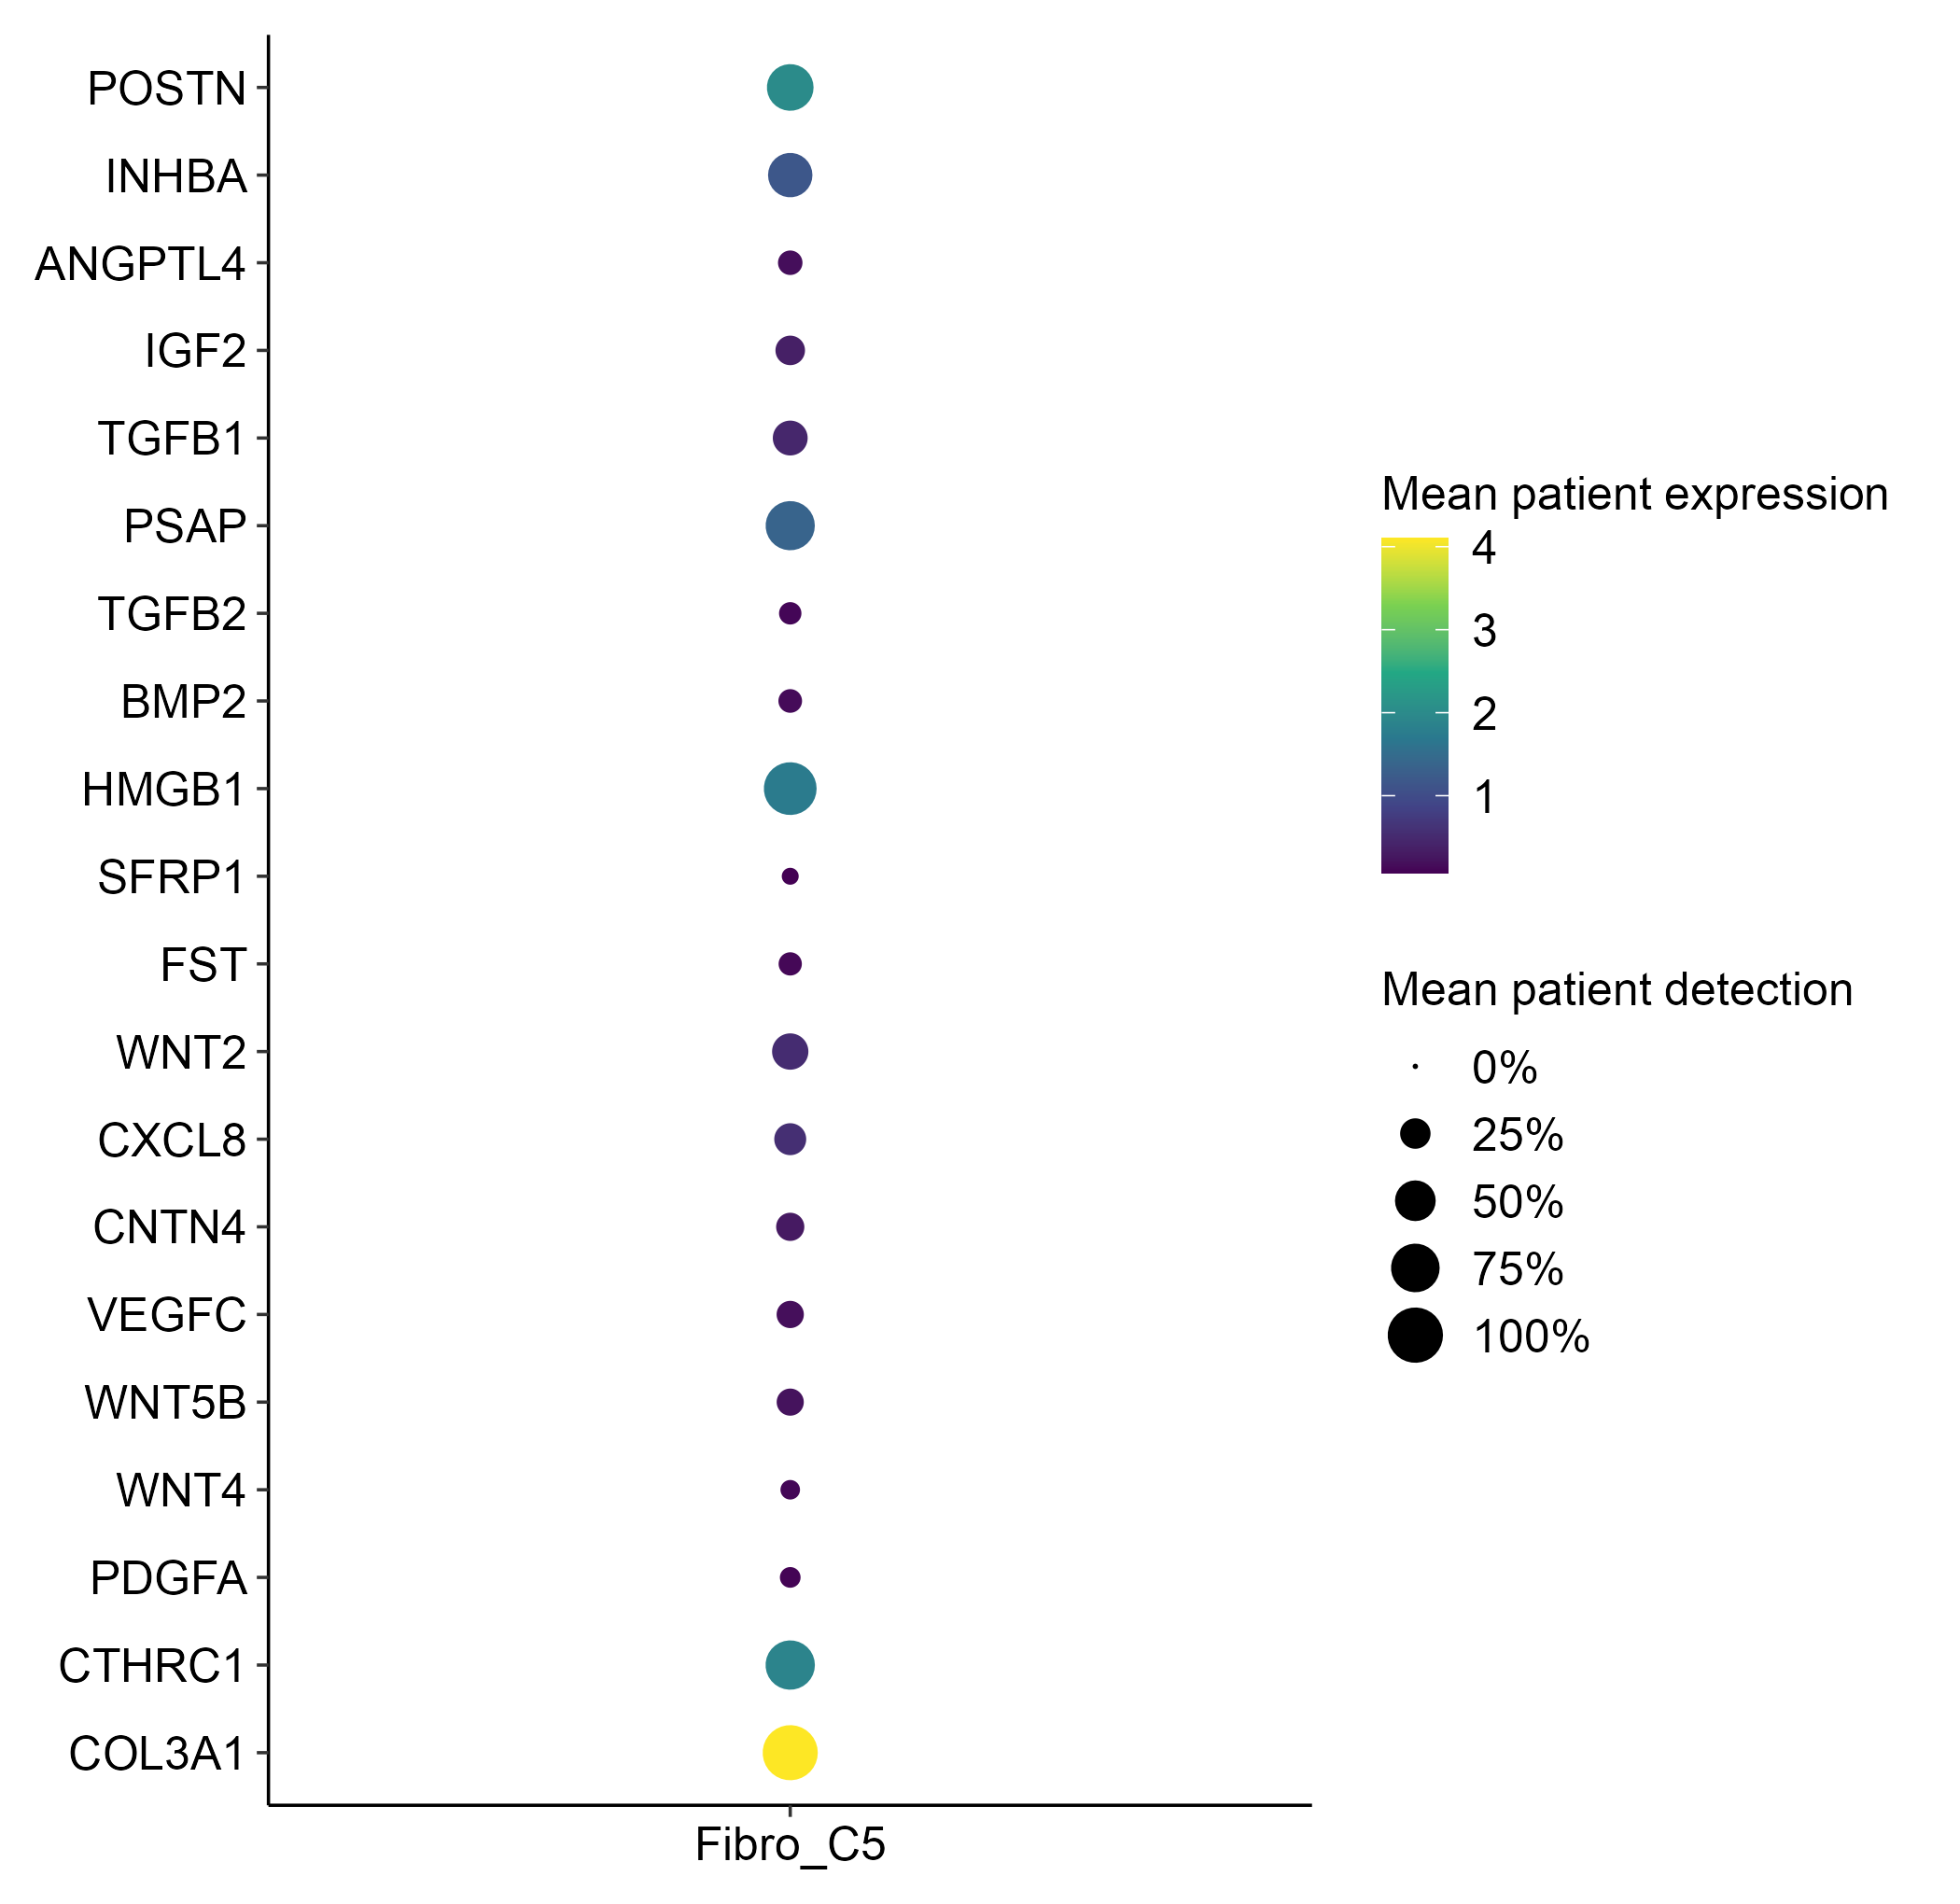 POSTN
INHBA
ANGPTL4
IGF2
TGFB1
PSAP
TGFB2
BMP2
HMGB1
SFRP1
FST
WNT2
CXCL8
CNTN4
VEGFC
WNT5B
WNT4
PDGFA
CTHRC1
COL3A1
Fibro_C5
Mean patient expression
4
3
2
1
Mean patient detection
0%
25%
50%
75%
100%